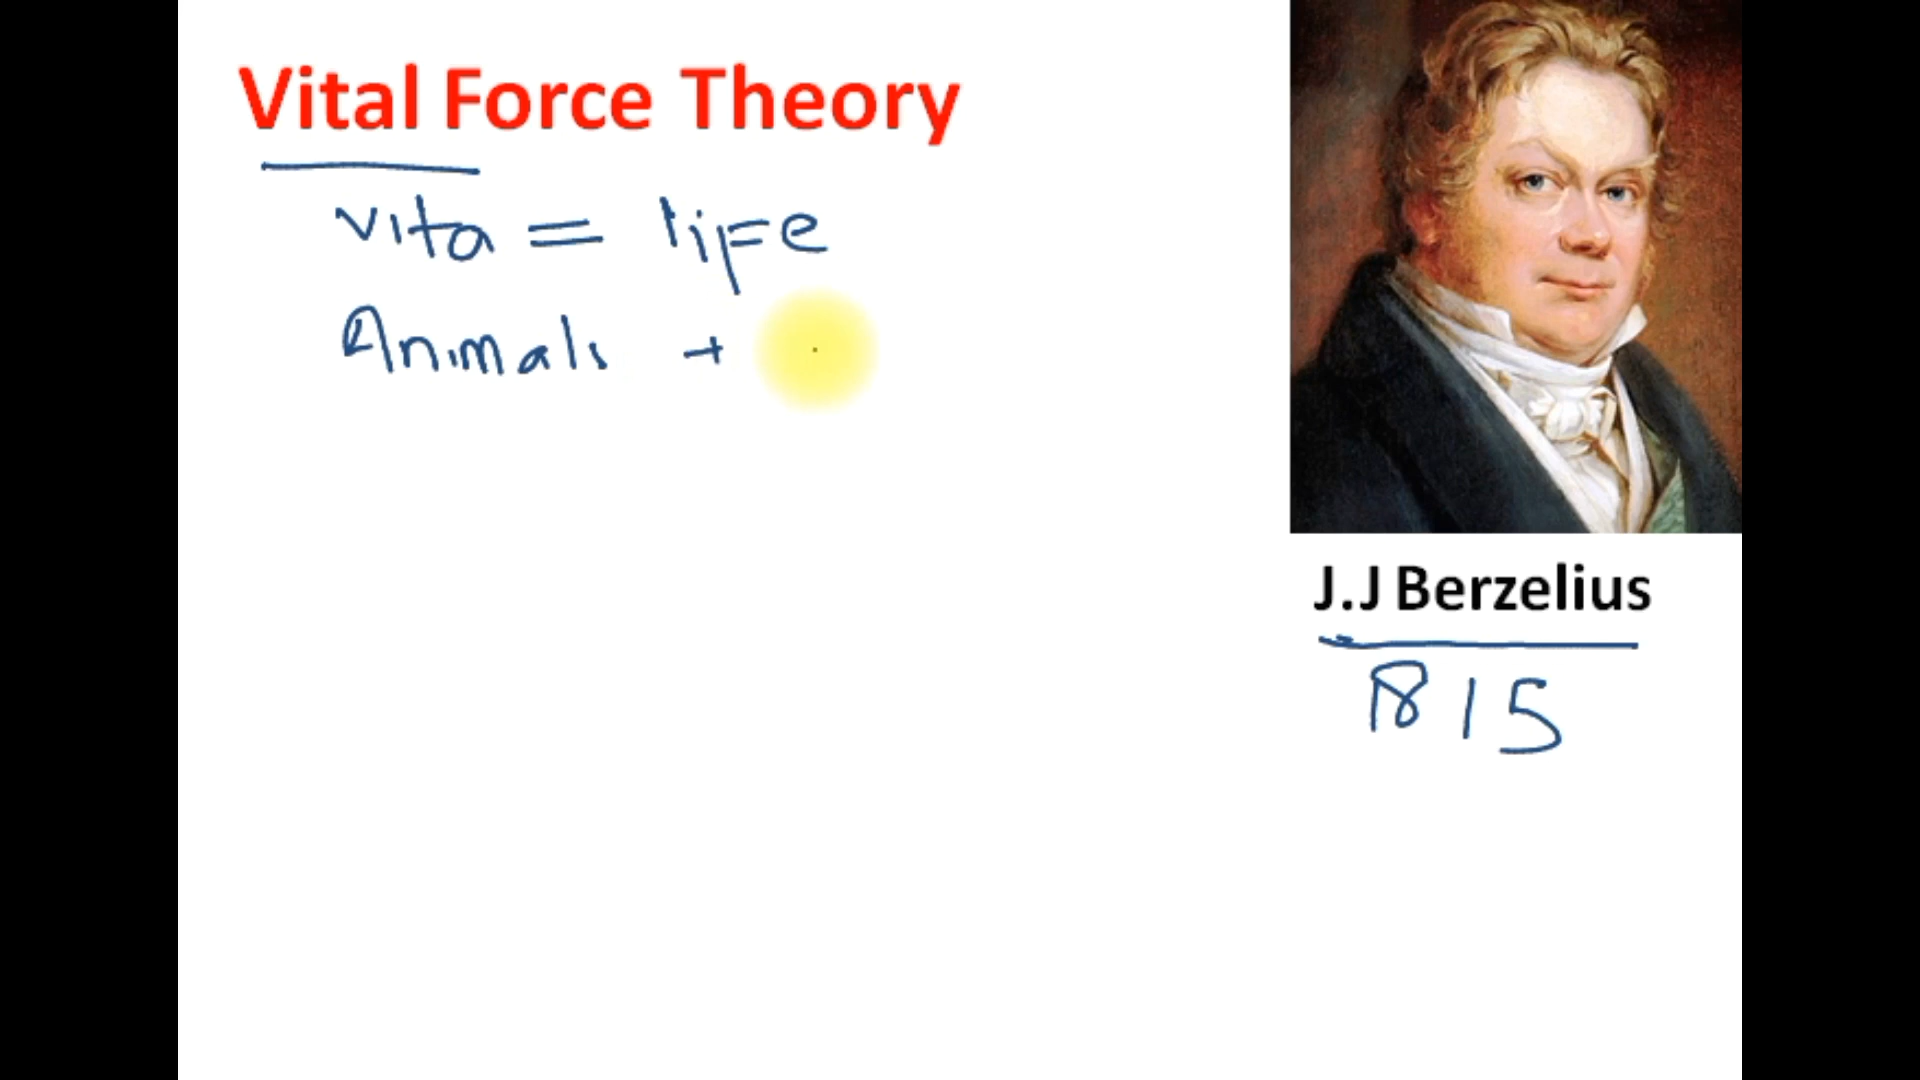 Vital Force Theory
vita = life
Animals +
J.J Berzelius
1815